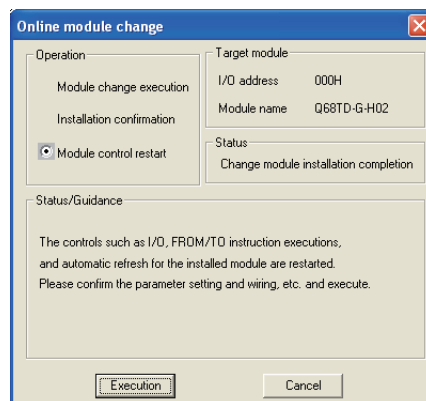 Online module change
Operation
Module change execution
Installation confirmation
Module control restart
Target module
I/O address 000H
Module name Q68TD-G-H02
Status
Change module installation completion
Status/Guidance
The controls such as I/O, FROM/TO instruction executions,
and automatic refresh for the installed module are restarted.
Please confirm the parameter setting and wiring, etc. and execute.
Execution Cancel